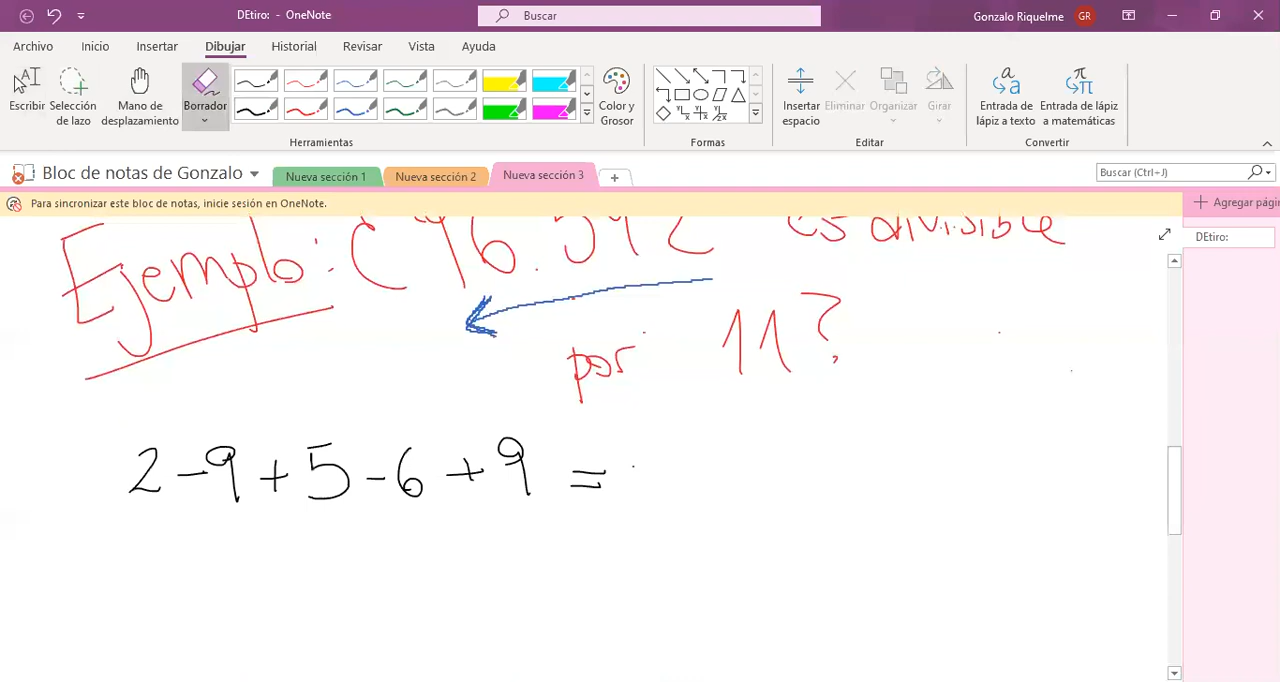 DEtiro: - OneNote
Buscar
Gonzalo Riquelme GR
Archivo Inicio Insertar Dibujar Historial Revisar Vista Ayuda
Escribir
Selección de lazo
Mano de desplazamiento
Borrador
Color y Grosor
Insertar espacio
Eliminar
Organizar
Girar
Entrada de lápiz a texto
Entrada de lápiz a matemáticas
Herramientas Formas Editar Convertir
Bloc de notas de Gonzalo
Nueva sección 1 Nueva sección 2 Nueva sección 3 +
Buscar (Ctrl+J)
Para sincronizar este bloc de notas, inicie sesión en OneNote.
Agregar págin
DEtiro:
Ejemplo: ¿ 96.592 es divisible
por 11?
2 - 9 + 5 - 6 + 9 =